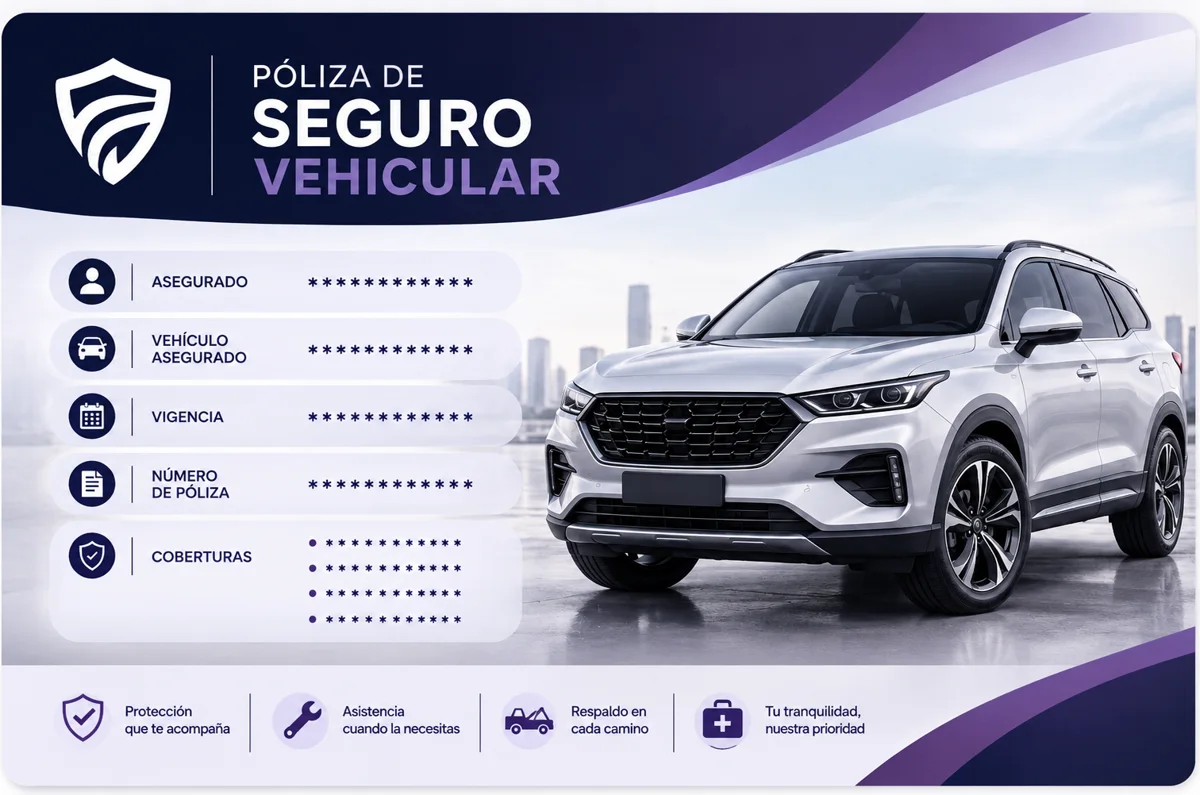 PÓLIZA DE
SEGURO
VEHICULAR
ASEGURADO ************
VEHÍCULO
ASEGURADO ************
VIGENCIA ************
NÚMERO
DE PÓLIZA ************
COBERTURAS
• ***********
• ***********
• ***********
• ***********
Protección
que te acompaña
Asistencia
cuando la necesitas
Respaldo en
cada camino
Tu tranquilidad,
nuestra prioridad